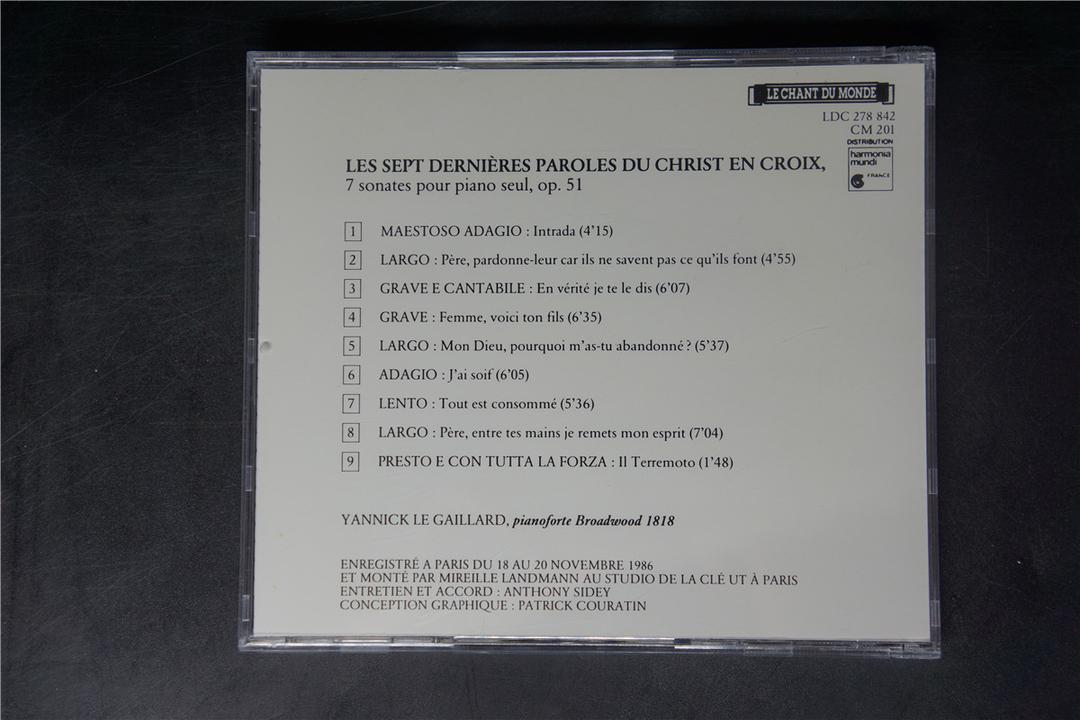 LE CHANT DU MONDE
LDC 278 842
CM 201
DISTRIBUTION
harmonia
mundi
FRANCE
LES SEPT DERNIÈRES PAROLES DU CHRIST EN CROIX,
7 sonates pour piano seul, op. 51
1 MAESTOSO ADAGIO : Intrada (4'15)
2 LARGO : Père, pardonne-leur car ils ne savent pas ce qu'ils font (4'55)
3 GRAVE E CANTABILE : En vérité je te le dis (6'07)
4 GRAVE : Femme, voici ton fils (6'35)
5 LARGO : Mon Dieu, pourquoi m'as-tu abandonné ? (5'37)
6 ADAGIO : J'ai soif (6'05)
7 LENTO : Tout est consommé (5'36)
8 LARGO : Père, entre tes mains je remets mon esprit (7'04)
9 PRESTO E CON TUTTA LA FORZA : Il Terremoto (1'48)
YANNICK LE GAILLARD, pianoforte Broadwood 1818
ENREGISTRÉ A PARIS DU 18 AU 20 NOVEMBRE 1986
ET MONTÉ PAR MIREILLE LANDMANN AU STUDIO DE LA CLÉ UT À PARIS
ENTRETIEN ET ACCORD : ANTHONY SIDEY
CONCEPTION GRAPHIQUE : PATRICK COURATIN